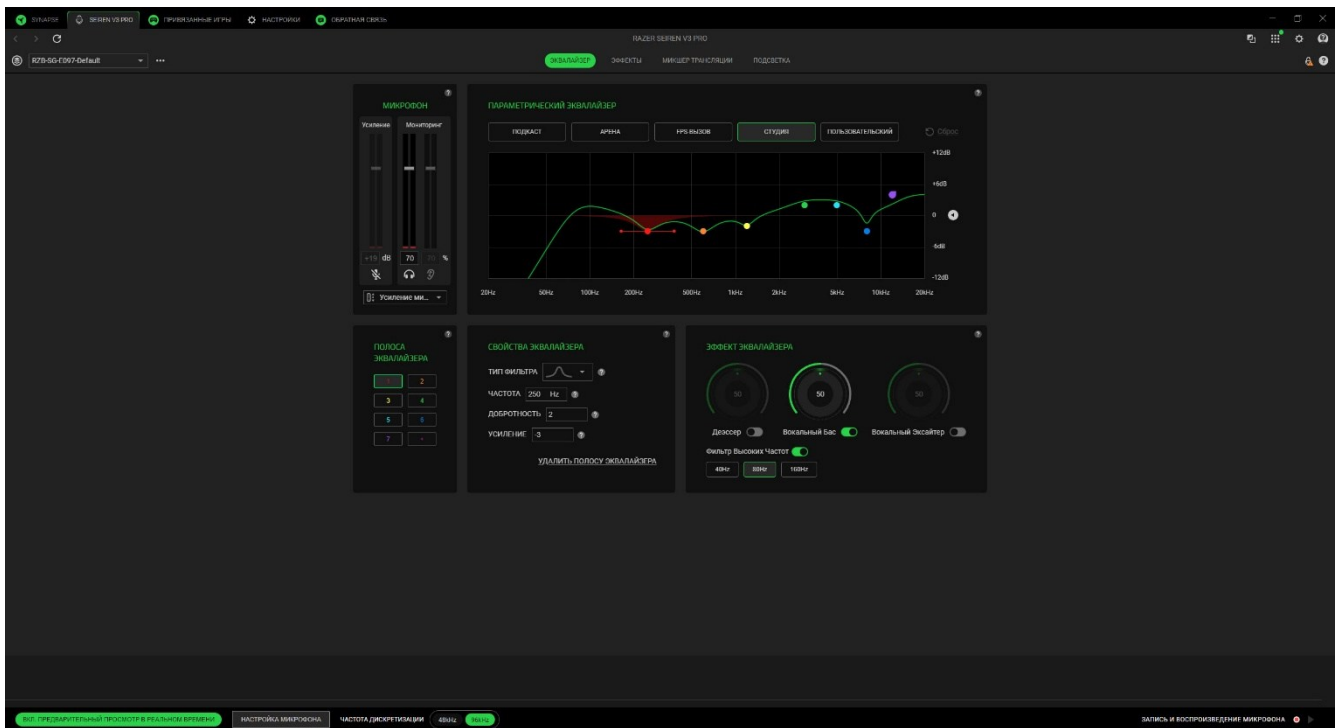 SYNAPSE SEIREN V3 PRO ПРИВЯЗАННЫЕ ИГРЫ НАСТРОЙКИ ОБРАТНАЯ СВЯЗЬ
RAZER SEIREN V3 PRO
RZB-SG-E097-Default
ЭКВАЛАЙЗЕР ЭФФЕКТЫ МИКШЕР ТРАНСЛЯЦИИ ПОДСВЕТКА
МИКРОФОН
Усиление Мониторинг
+19 dB 70 70 %
Усиление ми...
ПАРАМЕТРИЧЕСКИЙ ЭКВАЛАЙЗЕР
ПОДКАСТ АРЕНА FPS-ВЫЗОВ СТУДИЯ ПОЛЬЗОВАТЕЛЬСКИЙ Сброс
+12dB
+6dB
0
-6dB
-12dB
20Hz 50Hz 100Hz 200Hz 500Hz 1kHz 2kHz 5kHz 10kHz 20kHz
ПОЛОСА
ЭКВАЛАЙЗЕРА
1 2
3 4
5 6
7 -
СВОЙСТВА ЭКВАЛАЙЗЕРА
ТИП ФИЛЬТРА
ЧАСТОТА 250 Hz
ДОБРОТНОСТЬ 2
УСИЛЕНИЕ -3
УДАЛИТЬ ПОЛОСУ ЭКВАЛАЙЗЕРА
ЭФФЕКТ ЭКВАЛАЙЗЕРА
50 50 50
Деэссер Вокальный Бас Вокальный Эксайтер
Фильтр Высоких Частот
40Hz 80Hz 160Hz
ВКЛ. ПРЕДВАРИТЕЛЬНЫЙ ПРОСМОТР В РЕАЛЬНОМ ВРЕМЕНИ НАСТРОЙКА МИКРОФОНА ЧАСТОТА ДИСКРЕТИЗАЦИИ 48kHz 96kHz ЗАПИСЬ И ВОСПРОИЗВЕДЕНИЕ МИКРОФОНА